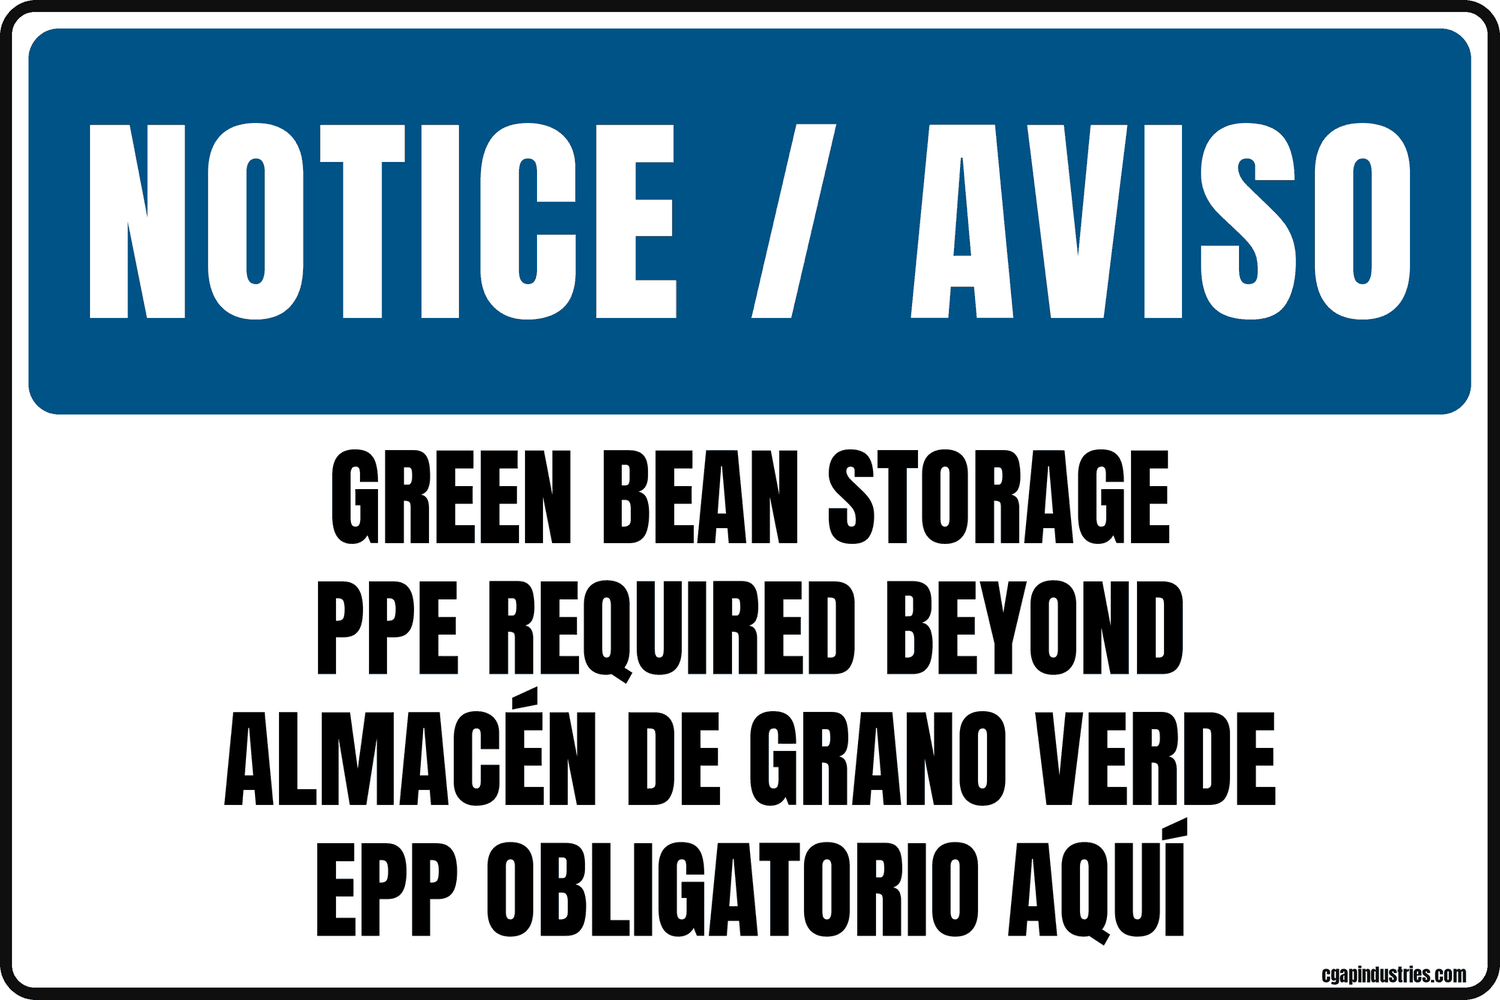 NOTICE / AVISO
GREEN BEAN STORAGE
PPE REQUIRED BEYOND
ALMACÉN DE GRANO VERDE
EPP OBLIGATORIO AQUÍ
cgapindustries.com